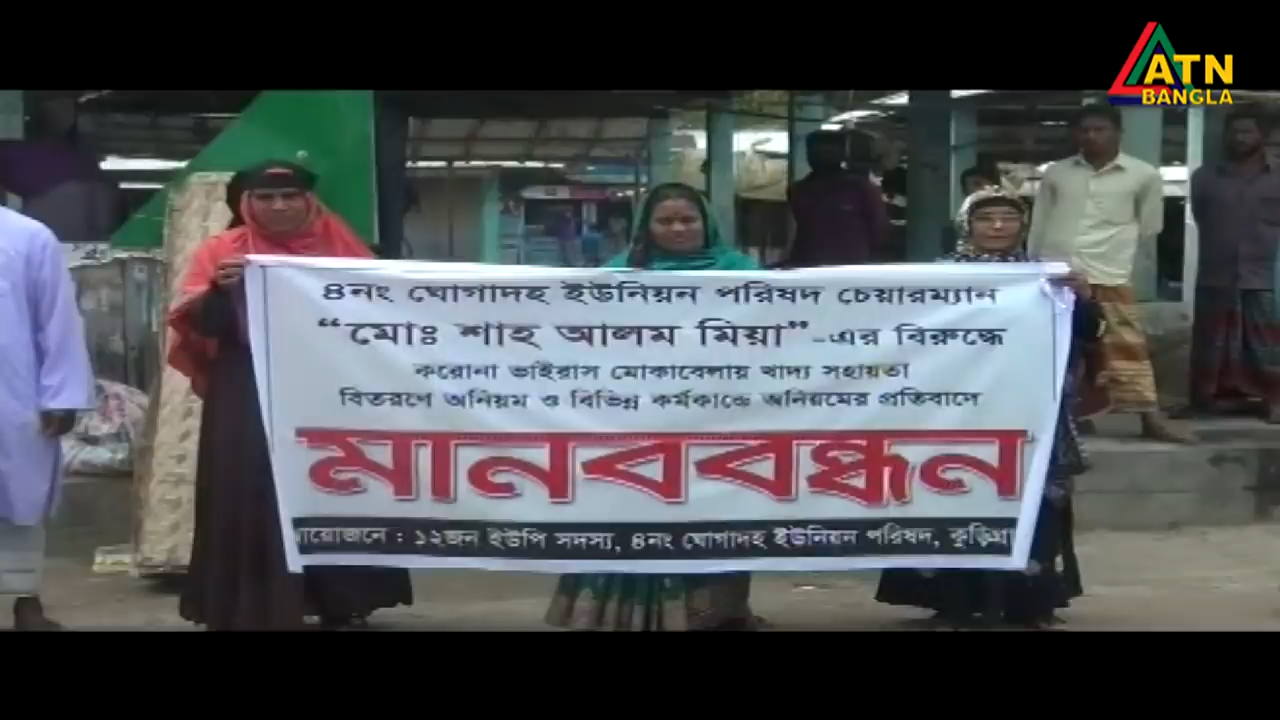 ATN
BANGLA
৪নং ঘোগাদহ ইউনিয়ন পরিষদ চেয়ারম্যান
“মোঃ শাহ আলম মিয়া”-এর বিরুদ্ধে
করোনা ভাইরাস মোকাবেলায় খাদ্য সহায়তা
বিতরণে অনিয়ম ও বিভিন্ন কর্মকান্ডে অনিয়মের প্রতিবাদে
মানববন্ধন
য়োজনে : ১২জন ইউপি সদস্য, ৪নং ঘোগাদহ ইউনিয়ন পরিষদ, কুড়িগ্রা